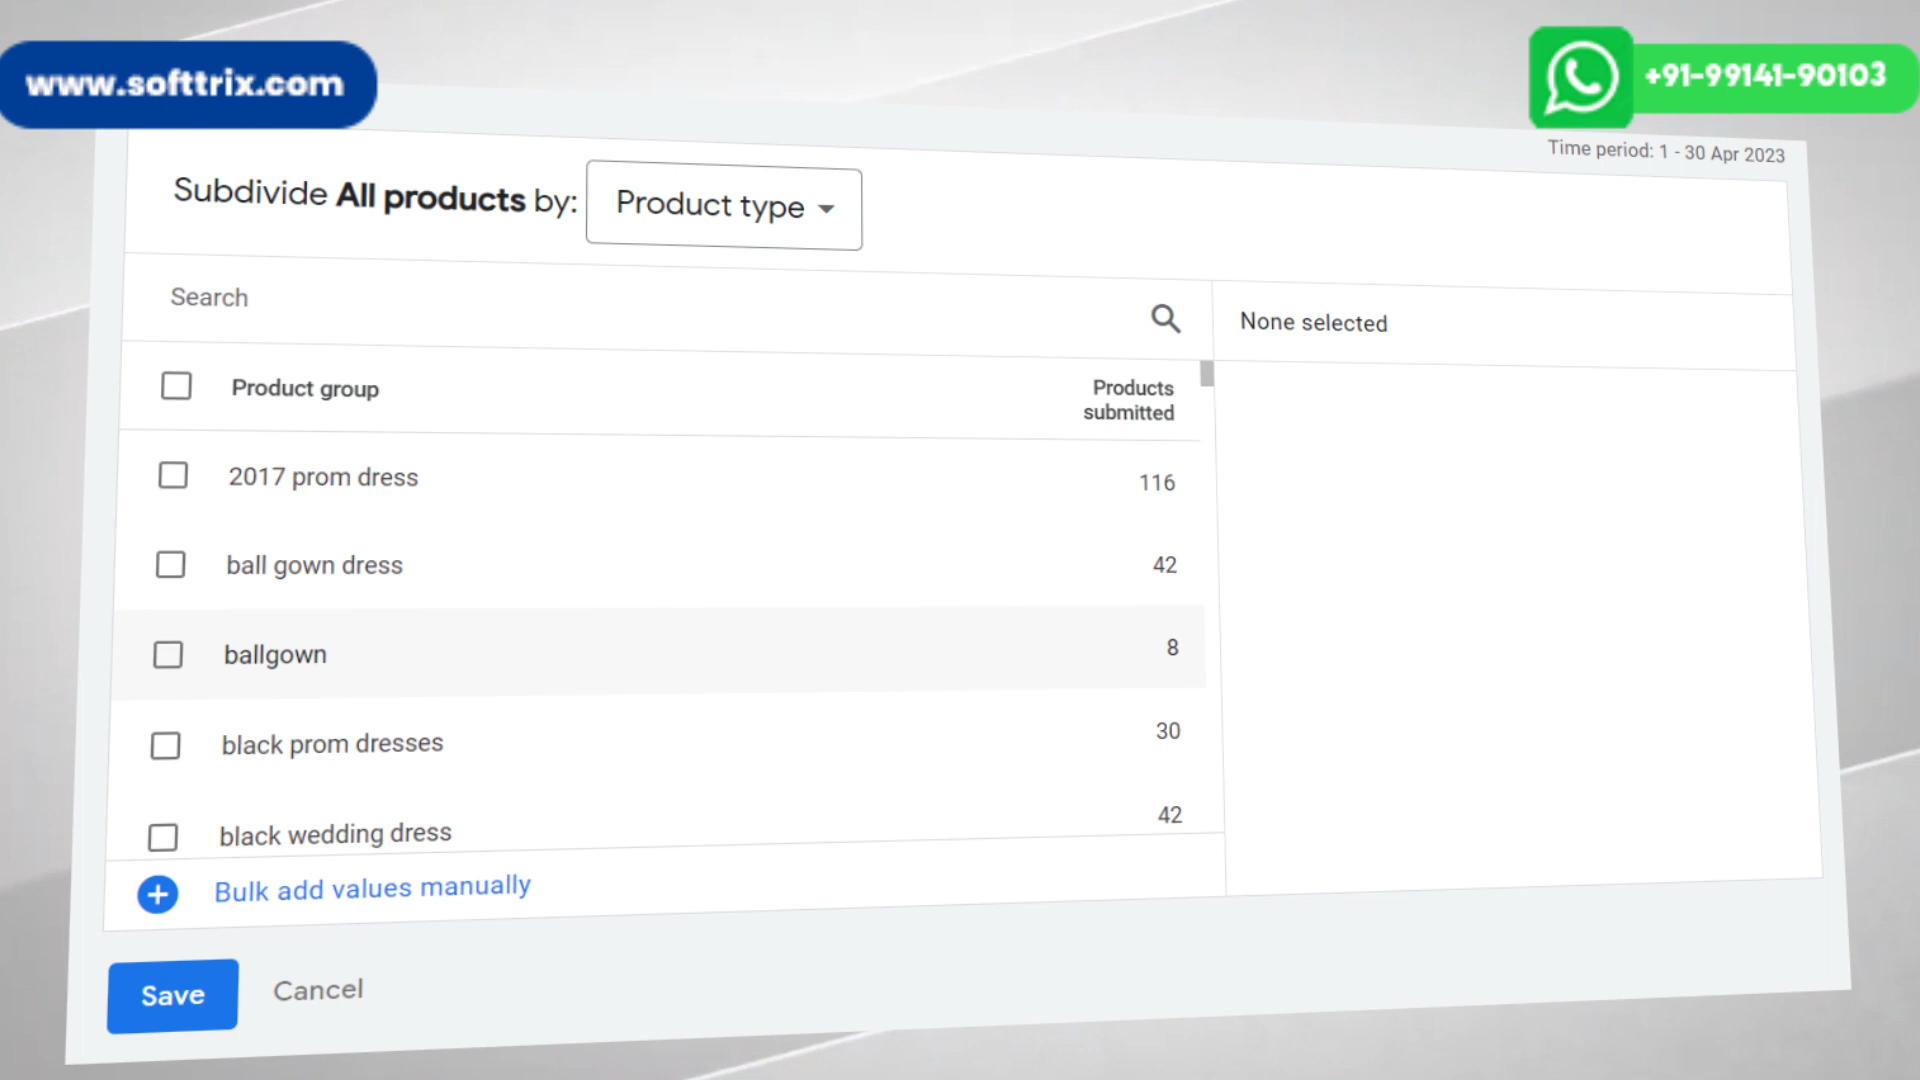 www.softtrix.com
+91-99141-90103
Time period: 1 - 30 Apr 2023
Subdivide All products by: Product type
Search
None selected
Product group
Products
submitted
2017 prom dress 116
ball gown dress 42
ballgown 8
black prom dresses 30
black wedding dress 42
Bulk add values manually
Save Cancel